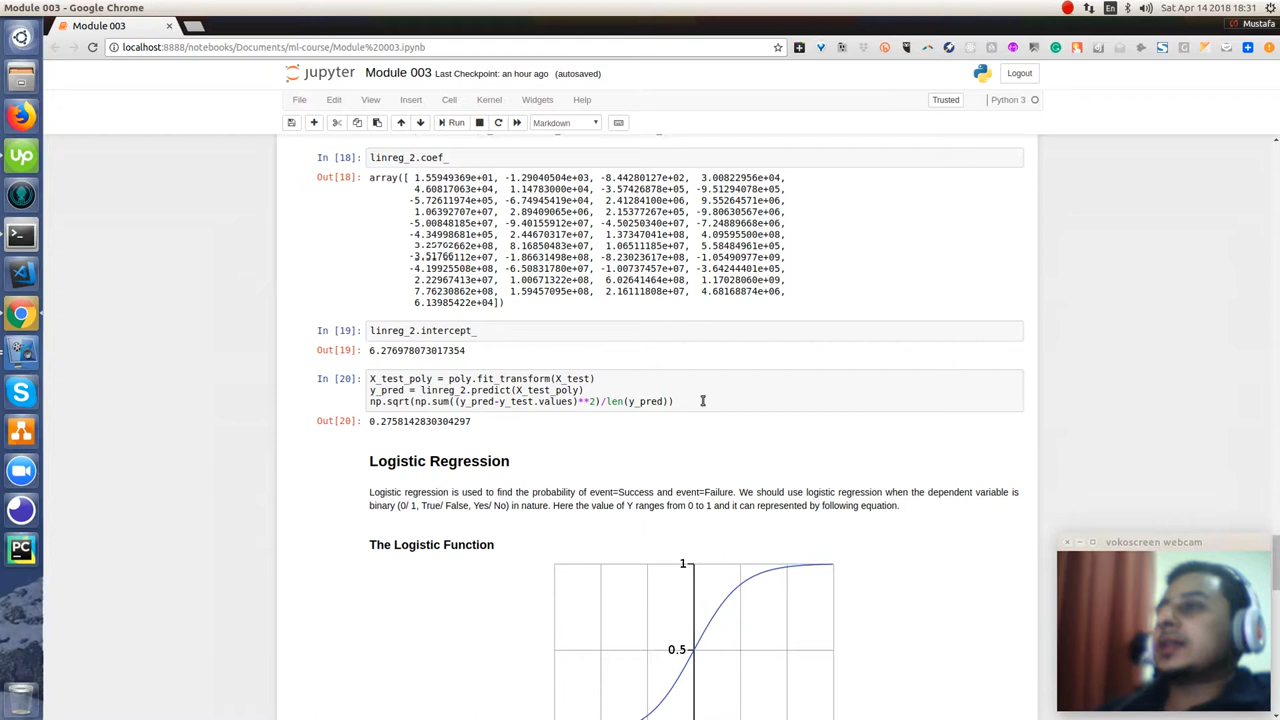 Module 003 - Google Chrome
En
Sat Apr 14 2018 18:31
Module 003
Mustafa
localhost:8888/notebooks/Documents/ml-course/Module%20003.ipynb
jupyter Module 003 Last Checkpoint: an hour ago (autosaved)
Logout
File Edit View Insert Cell Kernel Widgets Help
Trusted Python 3
Run Markdown
In [18]: linreg_2.coef_
Out[18]: array([ 1.55949369e+01, -1.29040504e+03, -8.44280127e+02, 3.00822956e+04,
4.60817063e+04, 1.14783000e+04, -3.57426878e+05, -9.51294078e+05,
-5.72611974e+05, -6.74945419e+04, 2.41284100e+06, 9.55264571e+06,
1.06392707e+07, 2.89409065e+06, 2.15377267e+05, -9.80630567e+06,
-5.00848185e+07, -9.40155912e+07, -4.50250340e+07, -7.24889668e+06,
-4.34998681e+05, 2.44670317e+07, 1.37347041e+08, 4.09595500e+08,
3.25762662e+08, 8.16850483e+07, 1.06511185e+07, 5.58484961e+05,
-3.51766112e+07, -1.86631498e+08, -8.23023617e+08, -1.05490977e+09,
-4.19925508e+08, -6.50831780e+07, -1.00737457e+07, -3.64244401e+05,
2.22967413e+07, 1.00671322e+08, 6.02641464e+08, 1.17028060e+09,
7.76230862e+08, 1.59457095e+08, 2.16111808e+07, 4.68168874e+06,
6.13985422e+04])
In [19]: linreg_2.intercept_
Out[19]: 6.276978073017354
In [20]: X_test_poly = poly.fit_transform(X_test)
y_pred = linreg_2.predict(X_test_poly)
np.sqrt(np.sum((y_pred-y_test.values)**2)/len(y_pred))
Out[20]: 0.2758142830304297
Logistic Regression
Logistic regression is used to find the probability of event=Success and event=Failure. We should use logistic regression when the dependent variable is
binary (0/ 1, True/ False, Yes/ No) in nature. Here the value of Y ranges from 0 to 1 and it can represented by following equation.
The Logistic Function
1
0.5
vokoscreen webcam
Up
PC